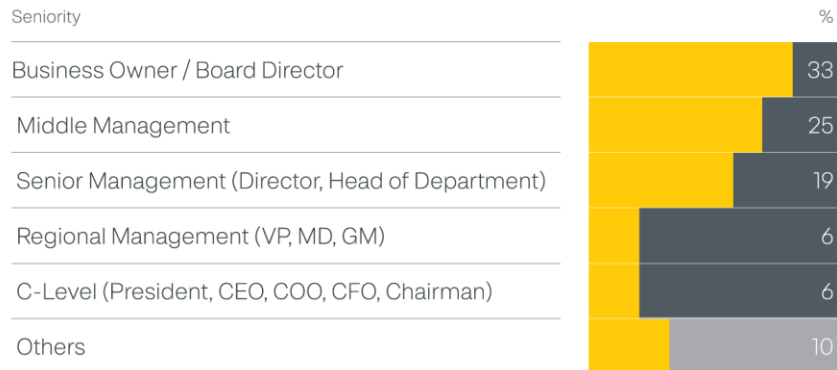 Seniority %
Business Owner / Board Director 33
Middle Management 25
Senior Management (Director, Head of Department) 19
Regional Management (VP, MD, GM) 6
C-Level (President, CEO, COO, CFO, Chairman) 6
Others 10